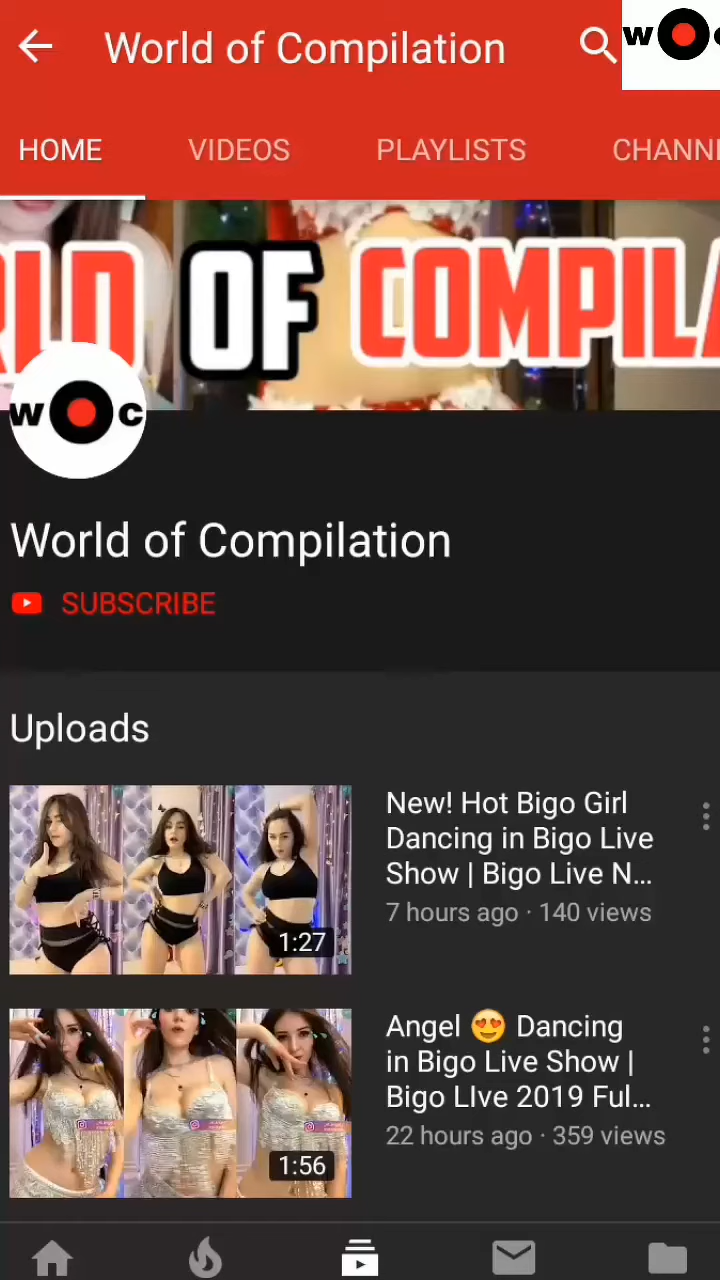 World of Compilation
W
HOME VIDEOS PLAYLISTS CHANN
RLD OF COMPILA
W C
World of Compilation
SUBSCRIBE
Uploads
New! Hot Bigo Girl
Dancing in Bigo Live
Show | Bigo Live N...
7 hours ago · 140 views
1:27
Angel 😍 Dancing
in Bigo Live Show |
Bigo LIve 2019 Ful...
22 hours ago · 359 views
1:56